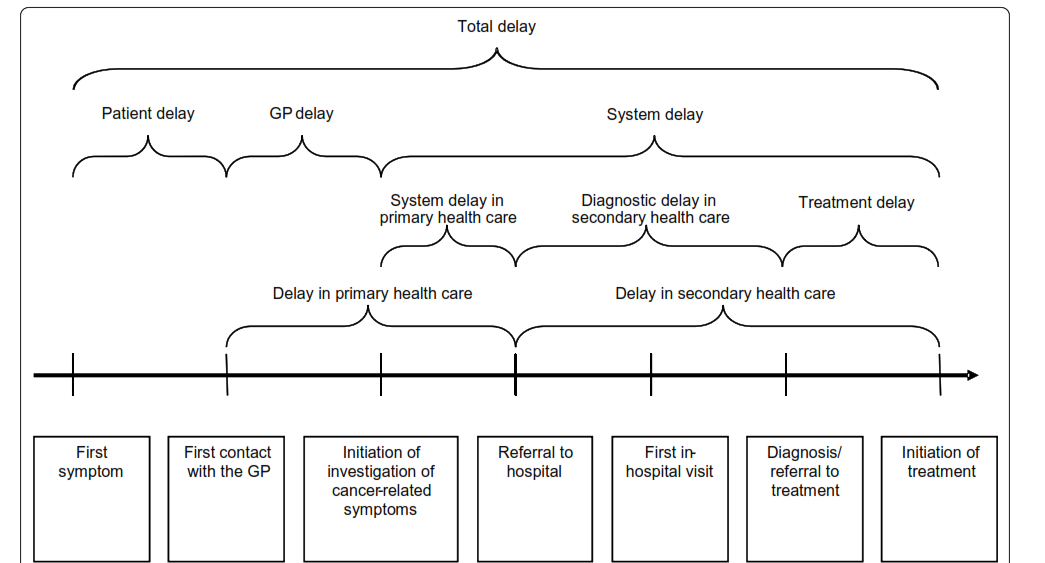 Total delay
Patient delay
GP delay
System delay
System delay in
primary health care
Diagnostic delay in
secondary health care
Treatment delay
Delay in primary health care
Delay in secondary health care
First
symptom
First contact
with the GP
Initiation of
investigation of
cancer-related
symptoms
Referral to
hospital
First in-
hospital visit
Diagnosis/
referral to
treatment
Initiation of
treatment